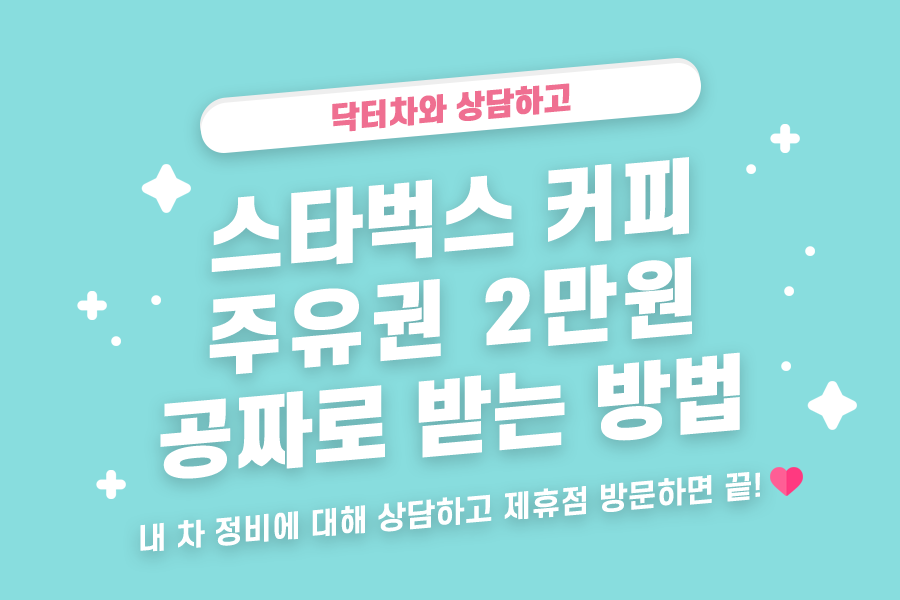 닥터차와 상담하고
스타벅스 커피
주유권 2만원
공짜로 받는 방법
내 차 정비에 대해 상담하고 제휴점 방문하면 끝!